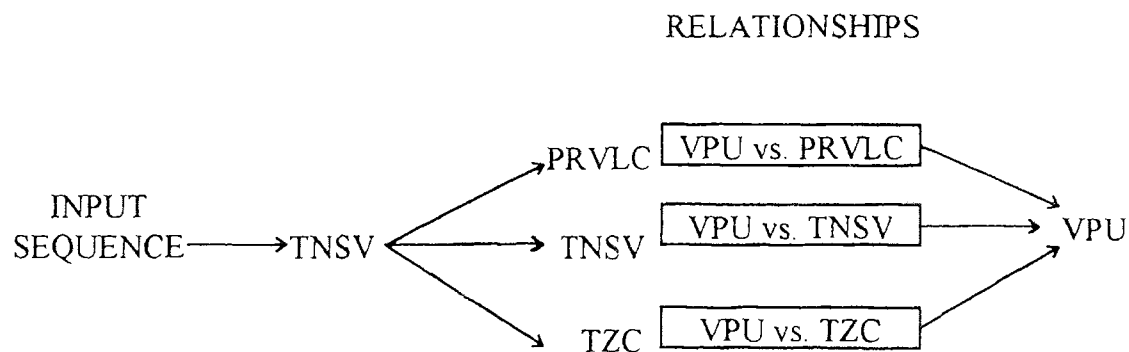 RELATIONSHIPS
PRVLC VPU vs. PRVLC
INPUT
SEQUENCE TNSV TNSV VPU vs. TNSV VPU
TZC VPU vs. TZC